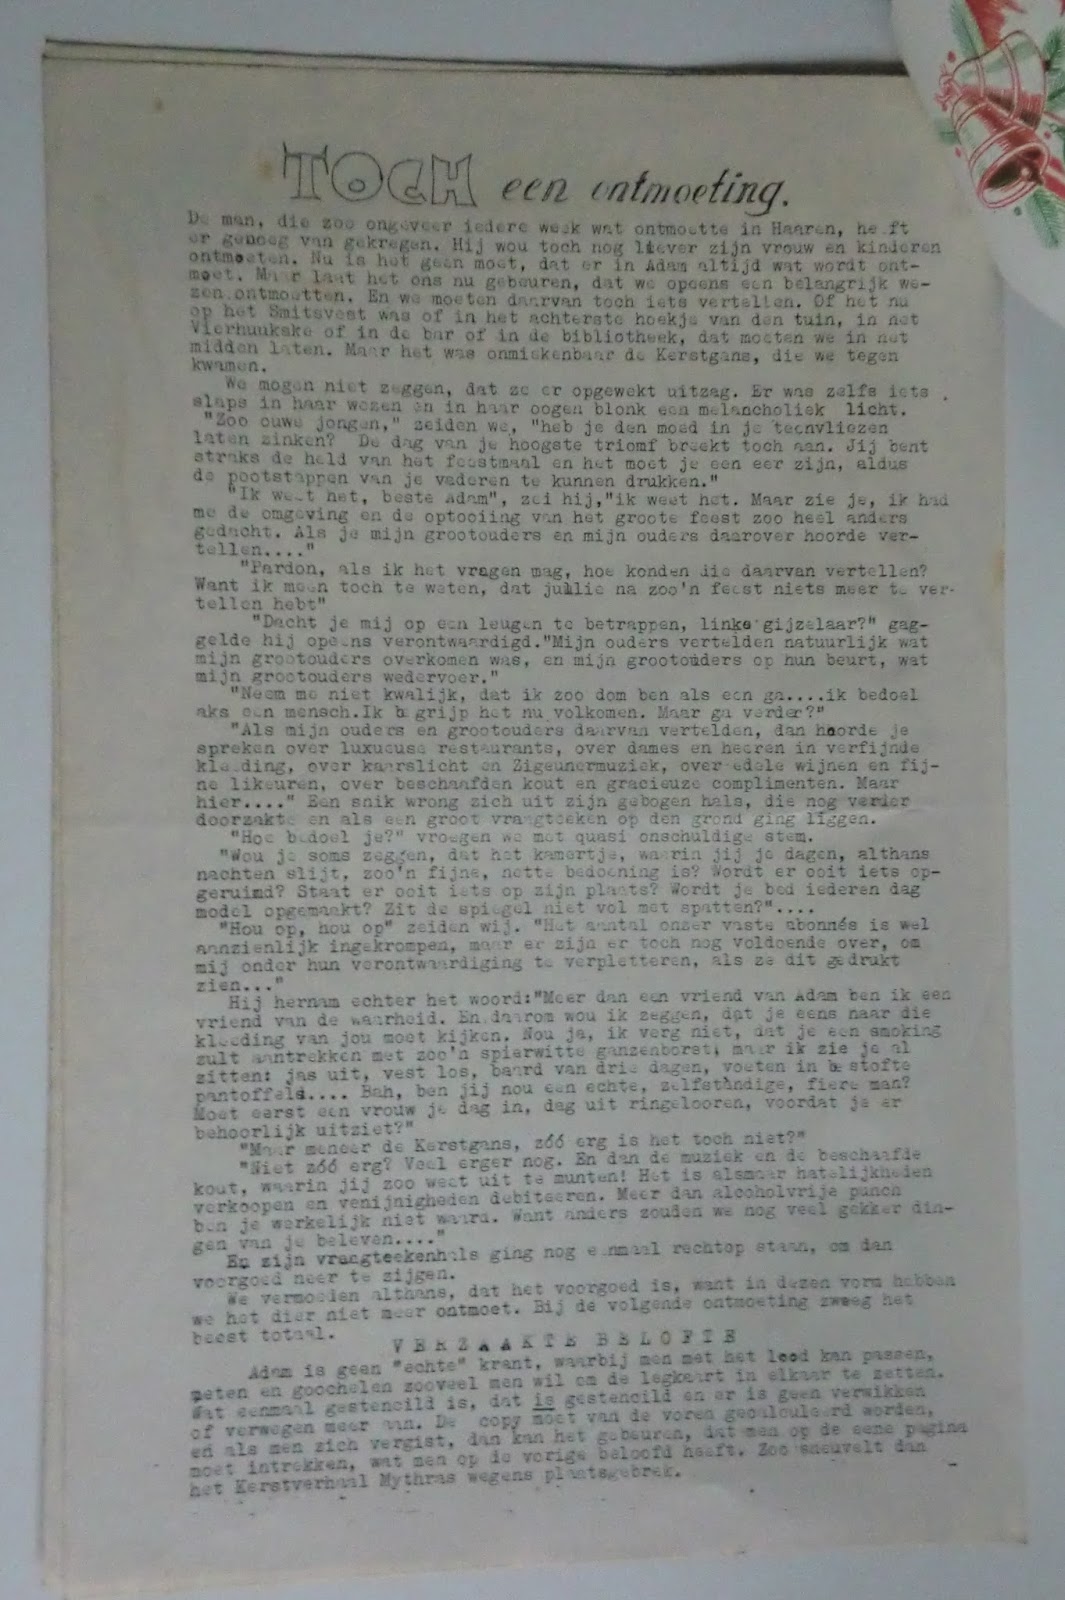 TOCH een ontmoeting.
De man, die zoo ongeveer iedere week wat ontmoette in Haaren, heeft
er genoeg van gekregen. Hij wou toch nog liever zijn vrouw en kinderen
ontmoeten. Nu is het geen moet, dat er in Adam altijd wat wordt ont-
moet. Maar laat het ons nu gebeuren, dat we opeens een belangrijk we-
zen ontmoetten. En we moeten daarvan toch iets vertellen. Of het nu
op het Smitsvest was of in het achterste hoekje van den tuin, in het
Vierhuukske of in de bar of in de bibliotheek, dat moeten we in het
midden laten. Maar het was onmiskenbaar de Kerstgans, die we tegen
kwamen.
We mogen niet zeggen, dat ze er opgewekt uitzag. Er was zelfs iets
slaps in haar wezen en in haar oogen blonk een melancholiek licht.
"Zoo ouwe jongen," zeiden we, "heb je den moed in je teenvliezen
laten zinken? De dag van je hoogste triomf breekt toch aan. Jij bent
straks de held van het feestmaal en het moet je een eer zijn, aldus
de pootstappen van je vaderen te kunnen drukken."
"Ik weet het, beste Adam", zei hij,"ik weet het. Maar zie je, ik had
me de omgeving en de optooiing van het groote feest zoo heel anders
gedacht. Als je mijn grootouders en mijn ouders daarover hoorde ver-
tellen...."
"Pardon, als ik het vragen mag, hoe konden die daarvan vertellen?
Want ik meen toch te weten, dat jullie na zoo'n feest niets meer te ver-
tellen hebt"
"Dacht je mij op een leugen te betrappen, linke gijzelaar?" gag-
gelde hij opeens verontwaardigd."Mijn ouders vertelden natuurlijk wat
mijn grootouders overkomen was, en mijn grootouders op hun beurt, wat
mijn grootouders wedervoer."
"Neem me niet kwalijk, dat ik zoo dom ben als een ga....ik bedoel
aks een mensch.Ik begrijp het nu volkomen. Maar ga verder?"
"Als mijn ouders en grootouders daarvan vertelden, dan hoorde je
spreken over luxueuse restaurants, over dames en heeren in verfijnde
kleeding, over kaarslicht en Zigeunermuziek, over edele wijnen en fij-
ne likeuren, over beschaafden kout en gracieuze complimenten. Maar
hier...." Een snik wrong zich uit zijn gebogen hals, die nog verder
doorzakte en als een groot vraagteeken op den grond ging liggen.
"Hoe bedoel je?" vroegen we met quasi onschuldige stem.
"Wou je soms zeggen, dat het kamertje, waarin jij je dagen, althans
nachten slijt, zoo'n fijne, nette bedoening is? Wordt er ooit iets op-
geruimd? Staat er ooit iets op zijn plaats? Wordt je bed iederen dag
model opgemaakt? Zit de spiegel niet vol met spatten?"....
"Hou op, hou op" zeiden wij. "Het aantal onzer vaste abonnés is wel
aanzienlijk ingekrompen, maar er zijn er toch nog voldoende over, om
mij onder hun verontwaardiging te verpletteren, als ze dit gedrukt
zien..."
Hij hernam echter het woord:"Meer dan een vriend van Adam ben ik een
vriend van de waarheid. En daarom wou ik zeggen, dat je eens naar die
kleeding van jou moet kijken. Nou ja, ik verg niet, dat je een smoking
zult aantrekken met zoo'n spierwitte ganzenborst, maar ik zie je al
zitten: jas uit, vest los, baard van drie dagen, voeten in bestofte
pantoffels.... Bah, ben jij nou een echte, zelfstandige, fiere man?
Moet eerst een vrouw je dag in, dag uit ringelooren, voordat je er
behoorlijk uitziet?"
"Maar meneer de Kerstgans, zóó erg is het toch niet?"
"Niet zóó erg? Veel erger nog. En dan de muziek en de beschaafde
kout, waarin jij zoo weet uit te munten! Het is alsmaar hatelijkheden
verkoopen en venijnigheden debiteeren. Meer dan alcoholvrije punch
ben je werkelijk niet waard. Want anders zouden we nog veel gekker din-
gen van je beleven...."
En zijn vraagteekenhals ging nog eenmaal rechtop staan, om dan
voorgoed neer te zijgen.
We vermoeden althans, dat het voorgoed is, want in dezen vorm hebben
we het dier niet meer ontmoet. Bij de volgende ontmoeting zweeg het
beest totaal.
VERZAAKTE BELOFTE
Adam is geen "echte" krant, waarbij men met het lood kan passen,
meten en goochelen zooveel men wil om de legkaart in elkaar te zetten.
Wat eenmaal gestencild is, dat is gestencild en er is geen verwikken
of verwegen meer aan. De copy moet van de voren gecalculeerd worden,
en als men zich vergist, dan kan het gebeuren, dat men op de eene pagina
moet intrekken, wat men op de vorige beloofd heeft. Zoo sneuvelt dan
het Kerstverhaal Mythras wegens plaatsgebrek.